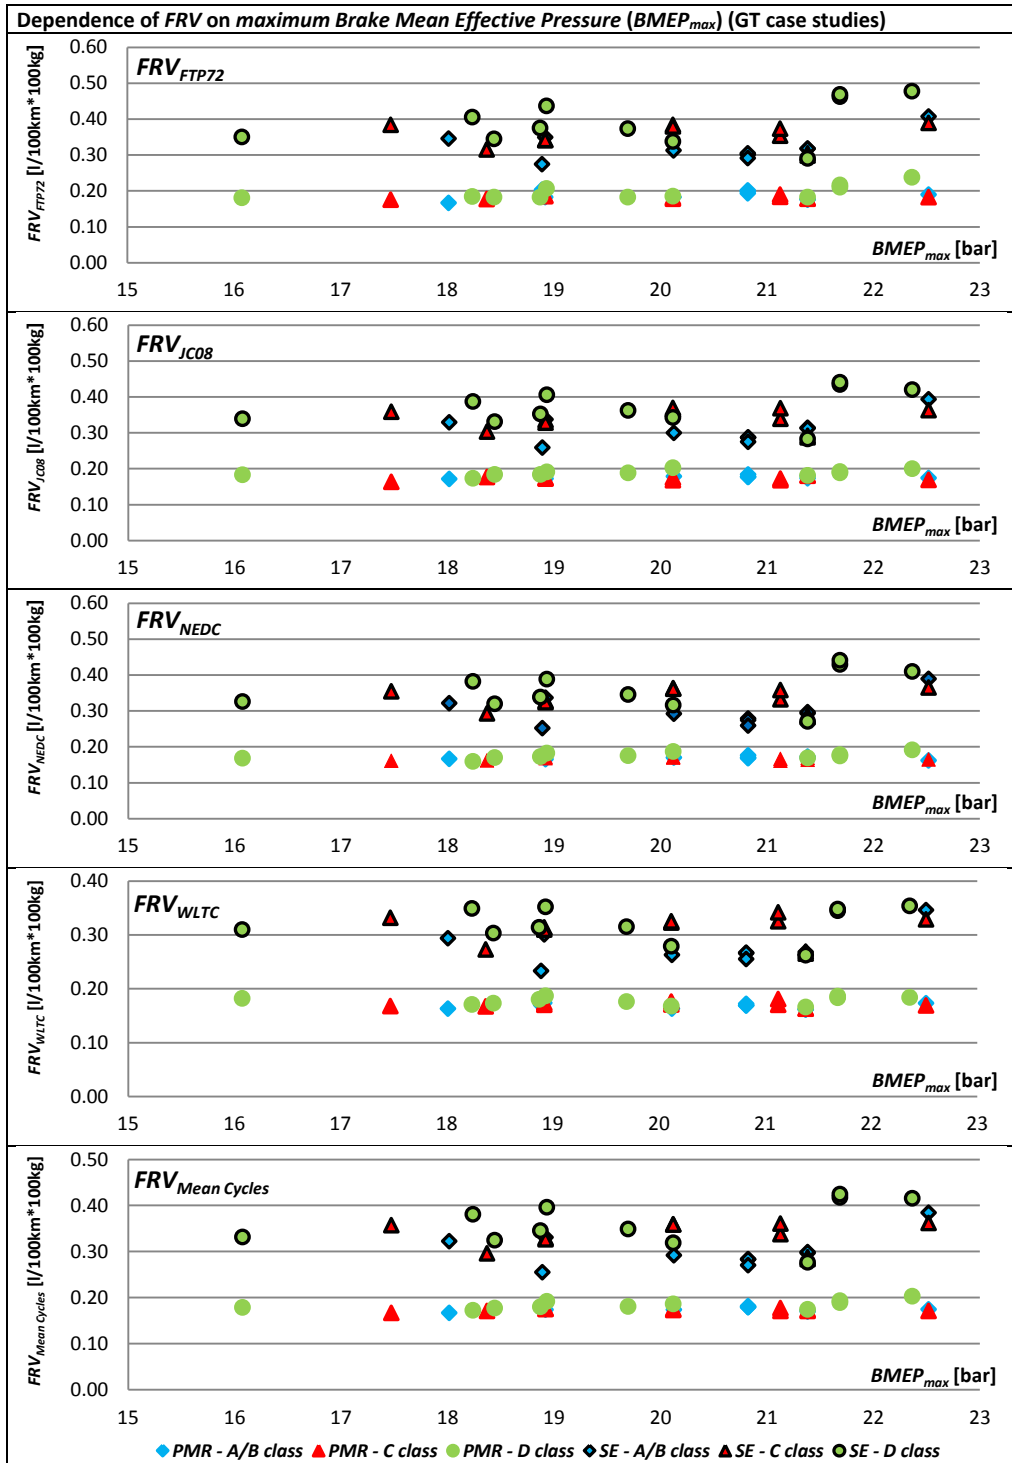 Dependence of FRV on maximum Brake Mean Effective Pressure (BMEPmax) (GT case studies)
FRVFTP72 [l/100km*100kg]
0.60
0.50
0.40
0.30
0.20
0.10
0.00
FRVFTP72
BMEPmax [bar]
15 16 17 18 19 20 21 22 23
FRVJC08 [l/100km*100kg]
0.60
0.50
0.40
0.30
0.20
0.10
0.00
FRVJC08
BMEPmax [bar]
15 16 17 18 19 20 21 22 23
FRVNEDC [l/100km*100kg]
0.60
0.50
0.40
0.30
0.20
0.10
0.00
FRVNEDC
BMEPmax [bar]
15 16 17 18 19 20 21 22 23
FRVWLTC [l/100km*100kg]
0.40
0.30
0.20
0.10
0.00
FRVWLTC
BMEPmax [bar]
15 16 17 18 19 20 21 22 23
FRVMean Cycles [l/100km*100kg]
0.50
0.40
0.30
0.20
0.10
0.00
FRVMean Cycles
BMEPmax [bar]
15 16 17 18 19 20 21 22 23
PMR - A/B class PMR - C class PMR - D class SE - A/B class SE - C class SE - D class